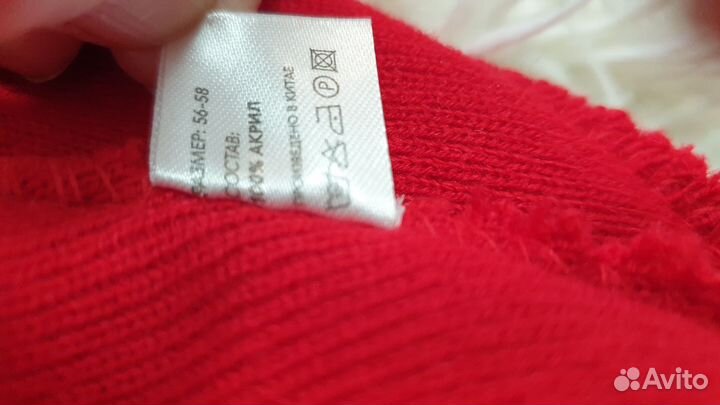 РАЗМЕР: 56-58
СОСТАВ:
100% АКРИЛ
ПРОИЗВЕДЕНО В КИТАЕ
P
Avito